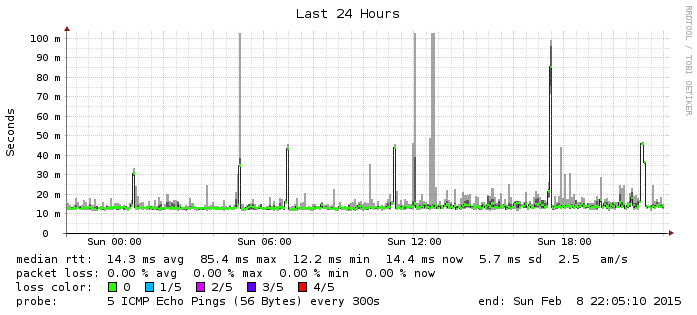 Last 24 Hours
RRDTOOL / TOBI OETIKER
Seconds
100 m
90 m
80 m
70 m
60 m
50 m
40 m
30 m
20 m
10 m
0
Sun 00:00 Sun 06:00 Sun 12:00 Sun 18:00
median rtt: 14.3 ms avg 85.4 ms max 12.2 ms min 14.4 ms now 5.7 ms sd 2.5 am/s
packet loss: 0.00 % avg 0.00 % max 0.00 % min 0.00 % now
loss color: 0 1/5 2/5 3/5 4/5
probe: 5 ICMP Echo Pings (56 Bytes) every 300s end: Sun Feb 8 22:05:10 2015